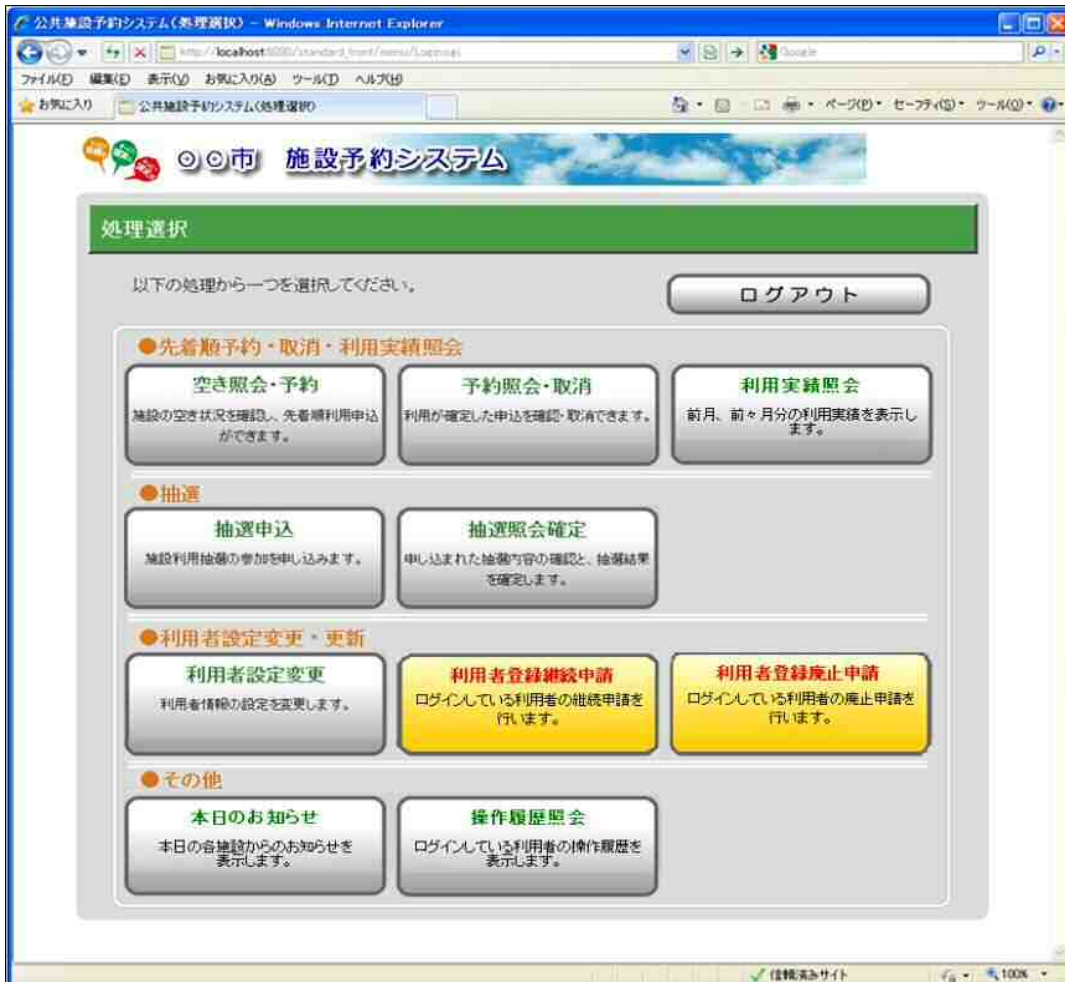 公共施設予約システム(処理選択) - Windows Internet Explorer
http://localhost
Google
ファイル(F) 編集(E) 表示(V) お気に入り(A) ツール(T) ヘルプ(H)
お気に入り 公共施設予約システム(処理選択) ページ(P) セーフティ(S) ツール(O)
◎◎市 施設予約システム
処理選択
以下の処理から一つを選択してください。
ログアウト
●先着順予約・取消・利用実績照会
空き照会・予約
施設の空き状況を確認し、先着順利用申込
ができます。
予約照会・取消
利用が確定した申込を確認・取消できます。
利用実績照会
前月、前々月分の利用実績を表示し
ます。
●抽選
抽選申込
施設利用抽選の参加を申し込みます。
抽選照会確定
申し込まれた抽選内容の確認と、抽選結果
を確定します。
●利用者設定変更・更新
利用者設定変更
利用者情報の設定を変更します。
利用者登録継続申請
ログインしている利用者の継続申請を
行います。
利用者登録廃止申請
ログインしている利用者の廃止申請を
行います。
●その他
本日のお知らせ
本日の各施設からのお知らせを
表示します。
操作履歴照会
ログインしている利用者の操作履歴を
表示します。
信頼済みサイト 100%